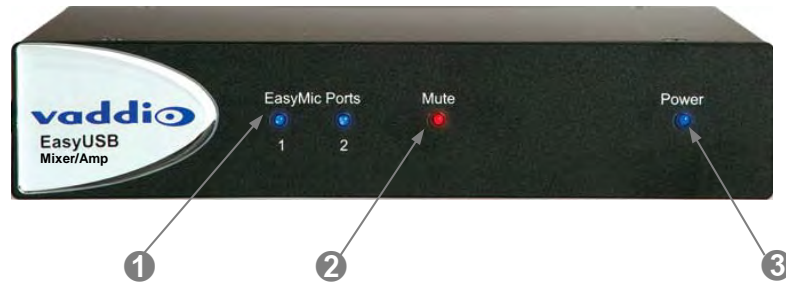 vaddio
EasyUSB
Mixer/Amp
EasyMic Ports
1 2
Mute
Power
1
2
3